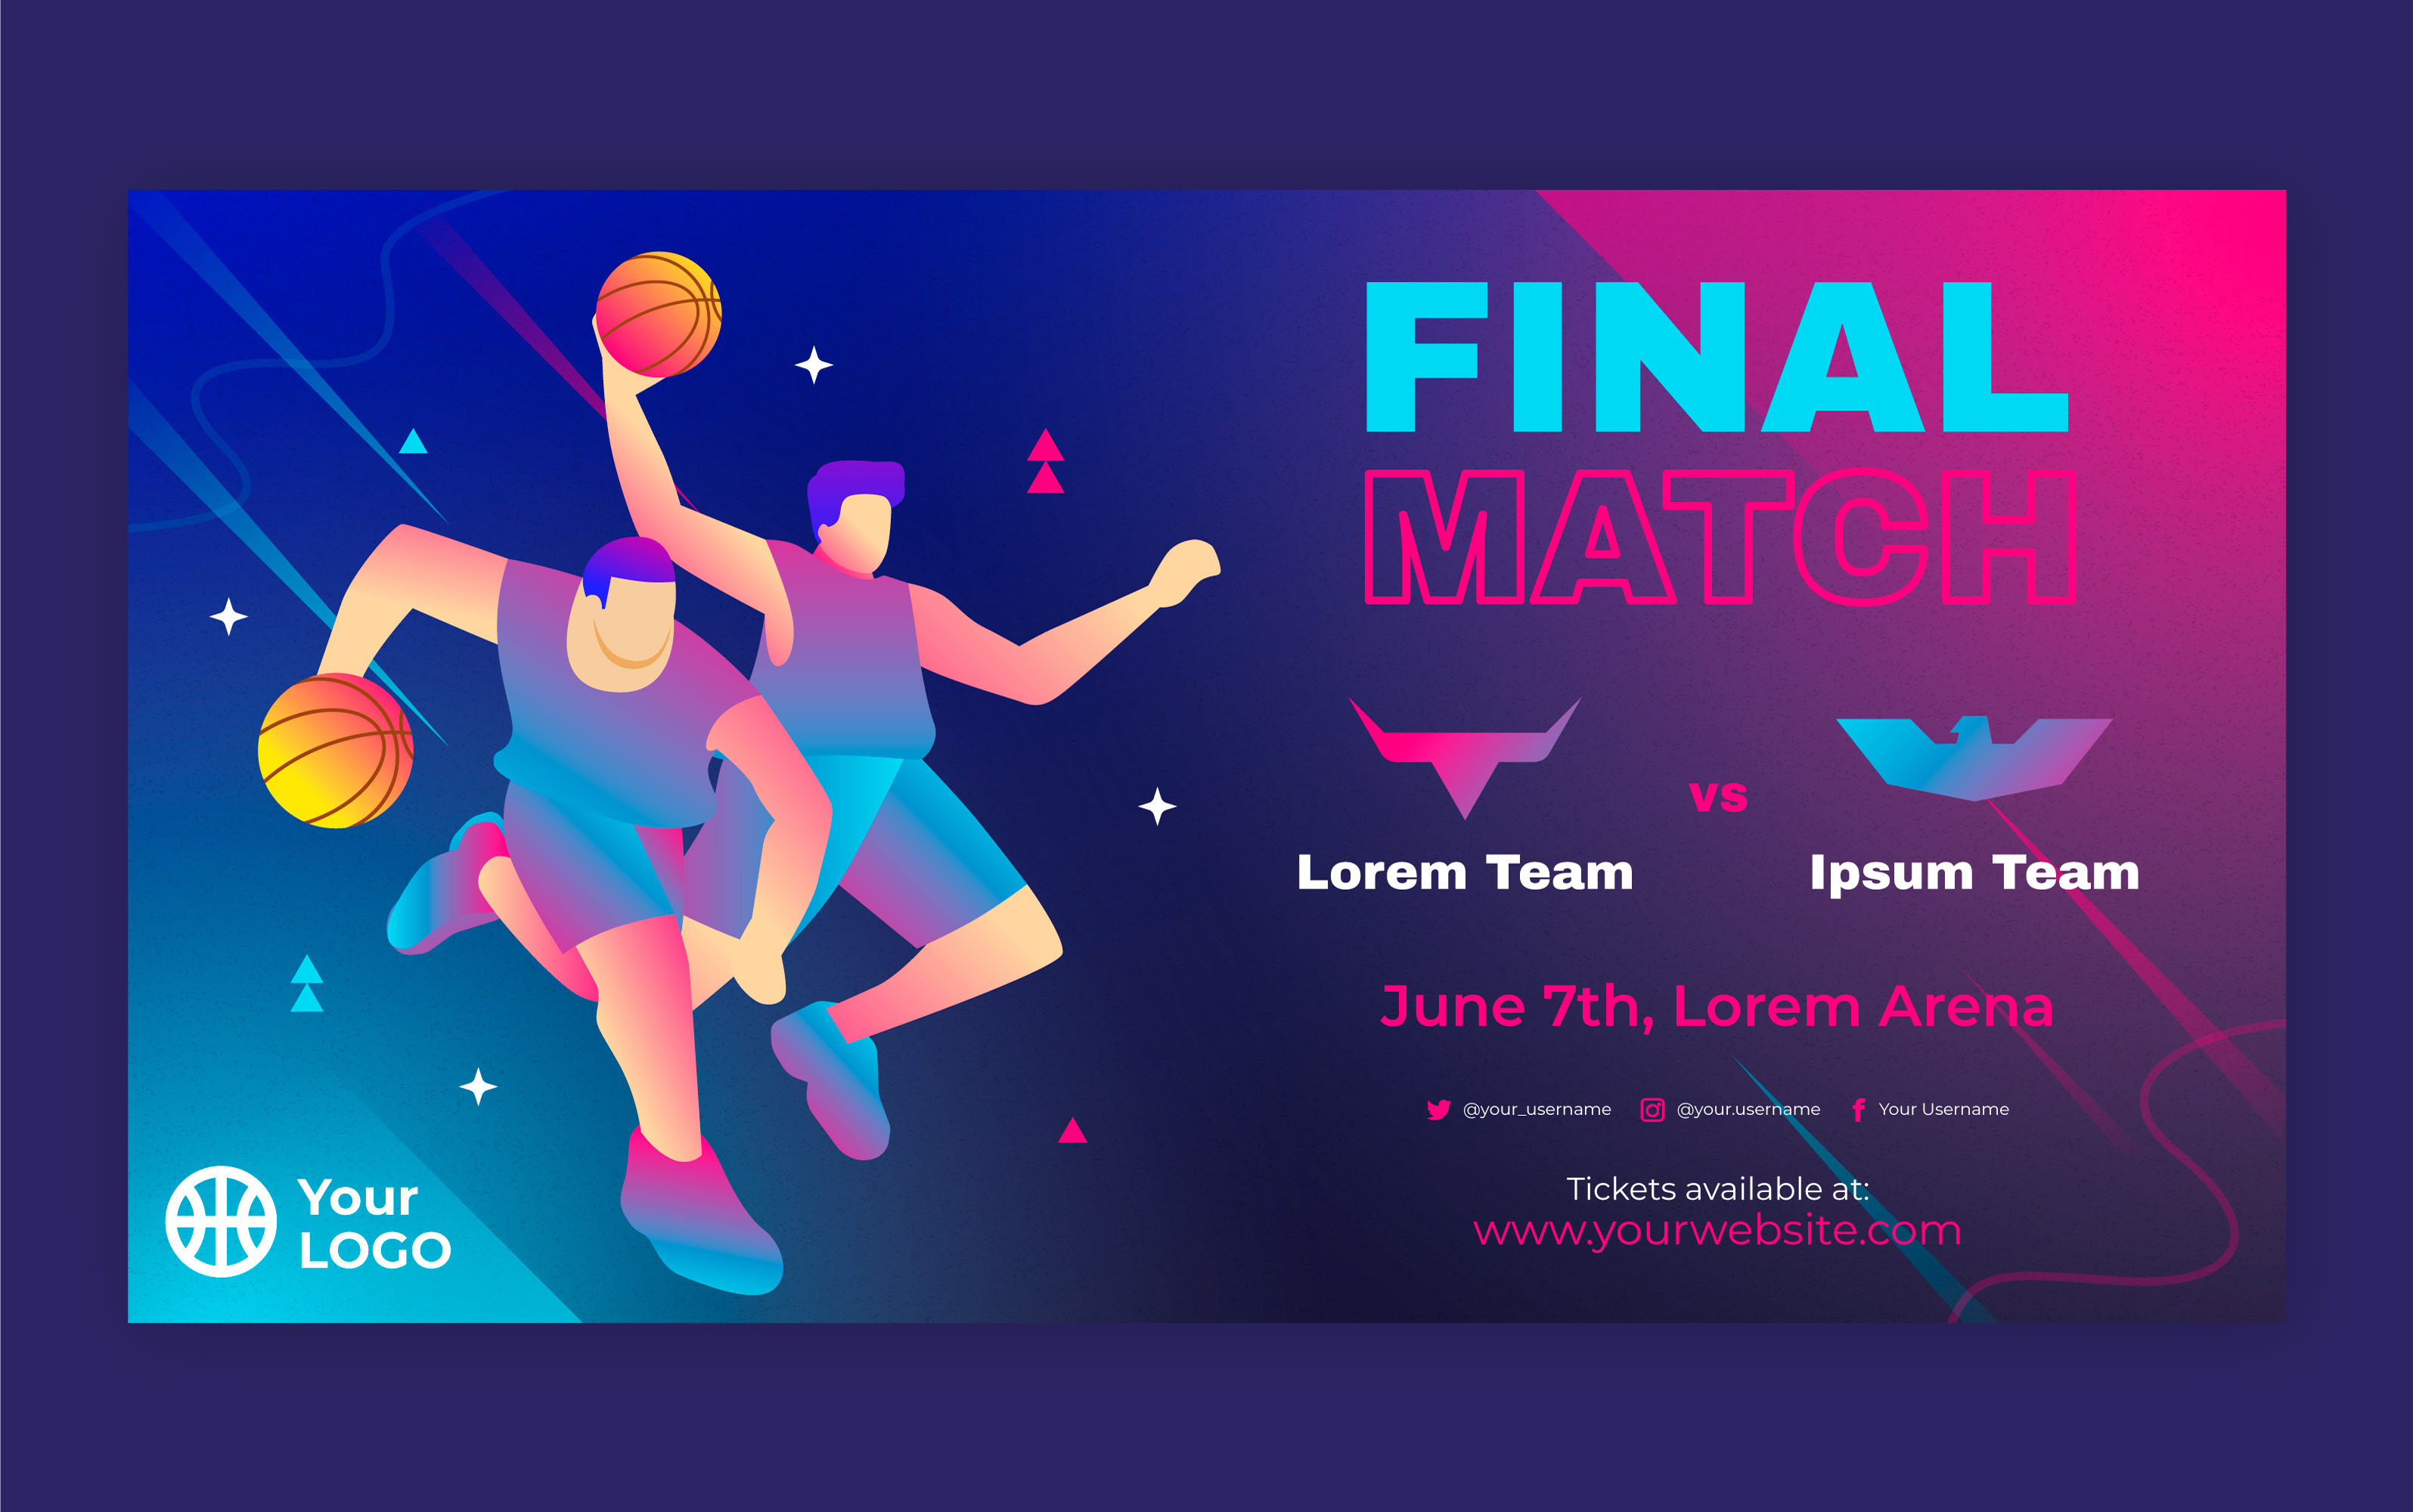 FINAL
MATCH
vs
Lorem Team
Ipsum Team
June 7th, Lorem Arena
@your_username @your.username Your Username
Tickets available at:
www.yourwebsite.com
Your
LOGO